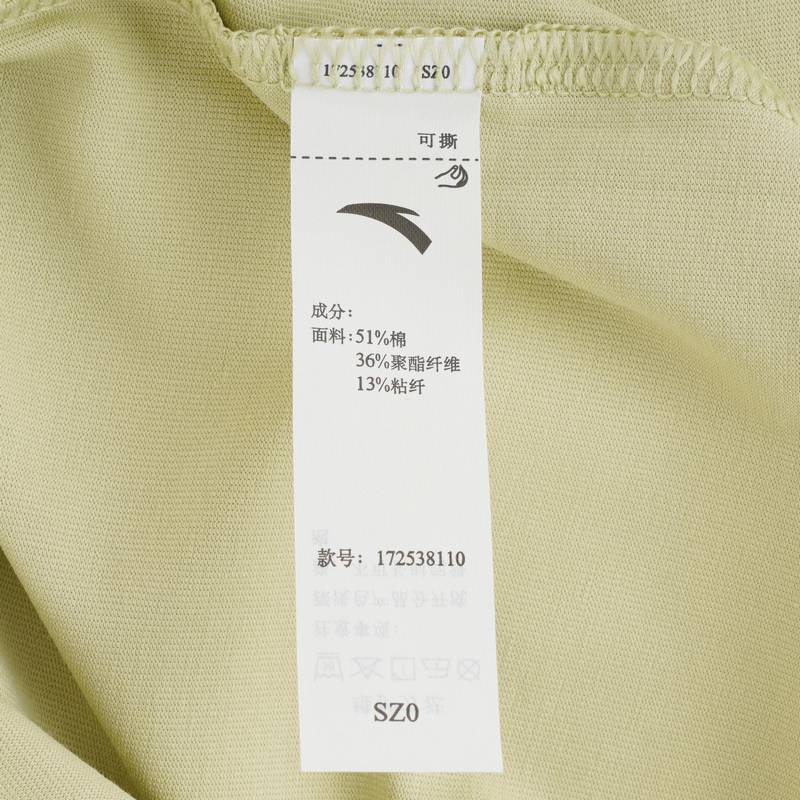 172538110 SZ0
可撕
成分：
面料：51%棉
36%聚酯纤维
13%粘纤
款号：172538110
SZ0